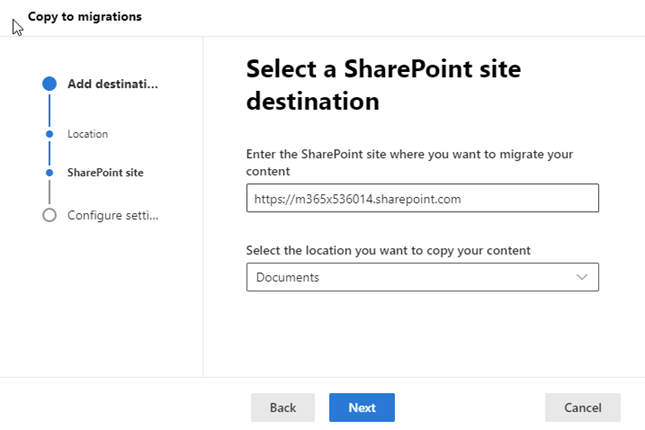 Copy to migrations
Add destinati...
Location
SharePoint site
Configure setti...
Select a SharePoint site
destination
Enter the SharePoint site where you want to migrate your
content
https://m365x536014.sharepoint.com
Select the location you want to copy your content
Documents
Back
Next
Cancel